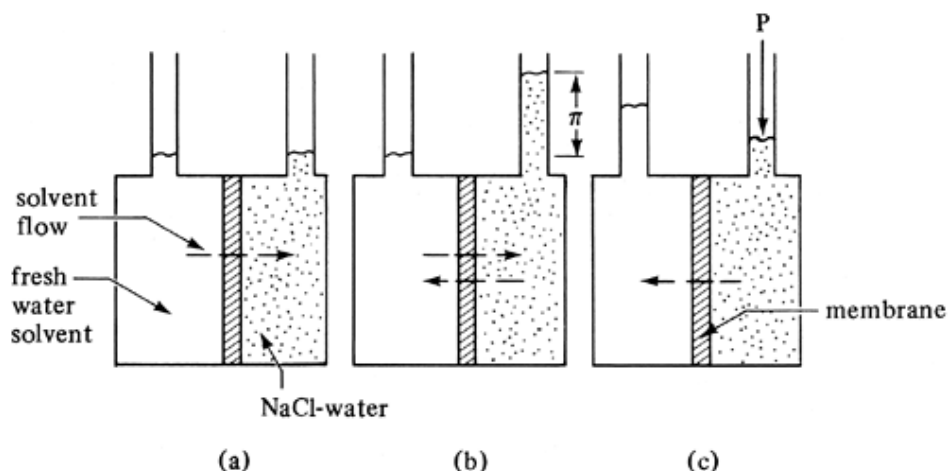 P
π
solvent
flow
fresh
water
solvent
membrane
NaCl-water
(a)
(b)
(c)